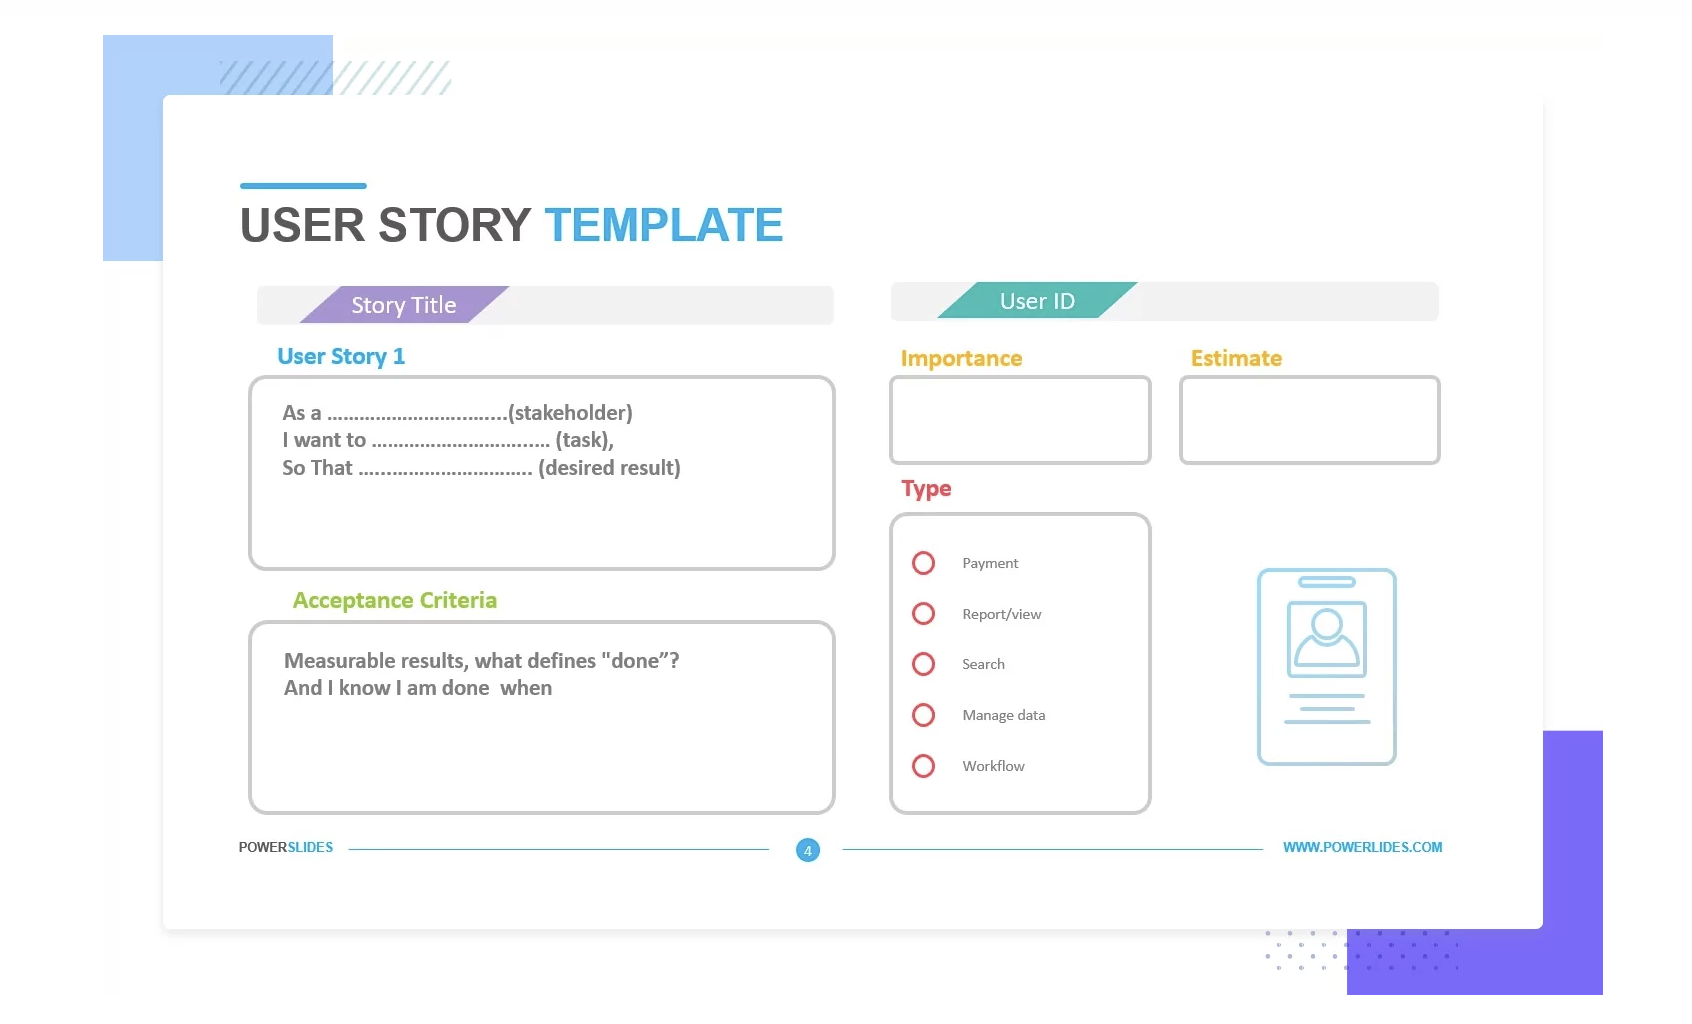 USER STORY TEMPLATE
Story Title
User Story 1
As a ..................................(stakeholder)
I want to ................................. (task),
So That ................................ (desired result)
Acceptance Criteria
Measurable results, what defines "done”?
And I know I am done  when
User ID
Importance
Estimate
Type
Payment
Report/view
Search
Manage data
Workflow
POWERSLIDES
4
WWW.POWERLIDES.COM